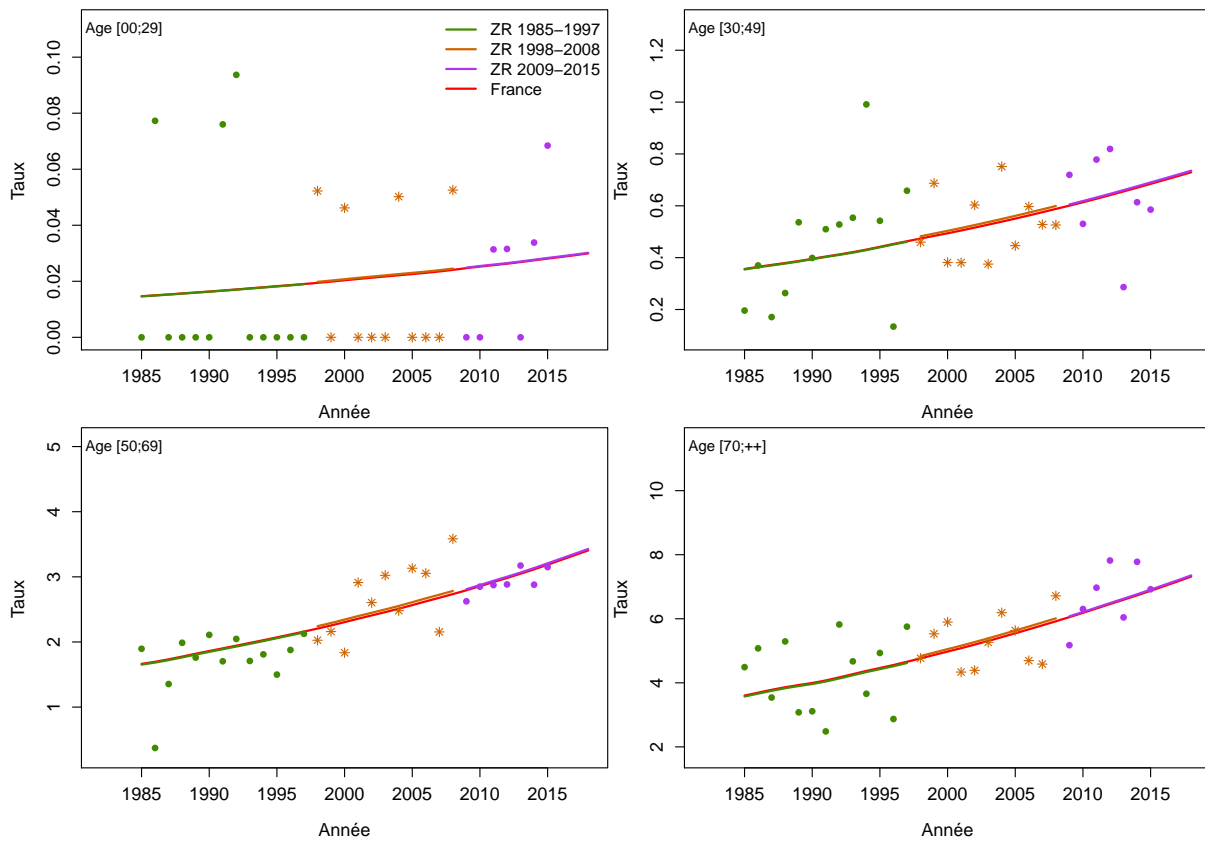 Age [00;29]
ZR 1985−1997
ZR 1998−2008
ZR 2009−2015
France
Taux
0.00 0.02 0.04 0.06 0.08 0.10
1985 1990 1995 2000 2005 2010 2015
Année
Age [30;49]
Taux
0.2 0.4 0.6 0.8 1.0 1.2
1985 1990 1995 2000 2005 2010 2015
Année
Age [50;69]
Taux
1 2 3 4 5
1985 1990 1995 2000 2005 2010 2015
Année
Age [70;++]
Taux
2 4 6 8 10
1985 1990 1995 2000 2005 2010 2015
Année